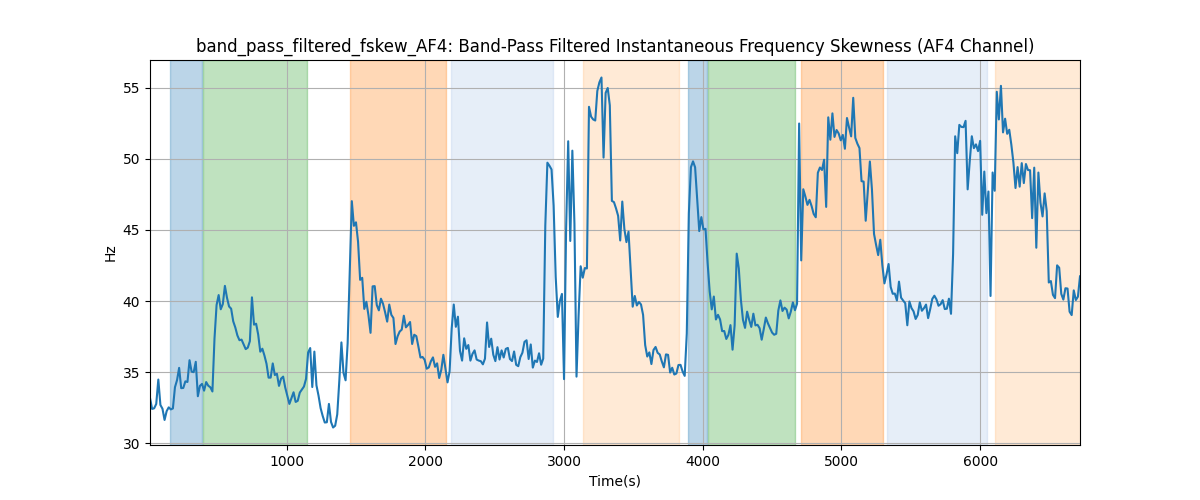 band_pass_filtered_fskew_AF4: Band-Pass Filtered Instantaneous Frequency Skewness (AF4 Channel)
55
50
45
40
35
30
Hz
1000 2000 3000 4000 5000 6000
Time(s)